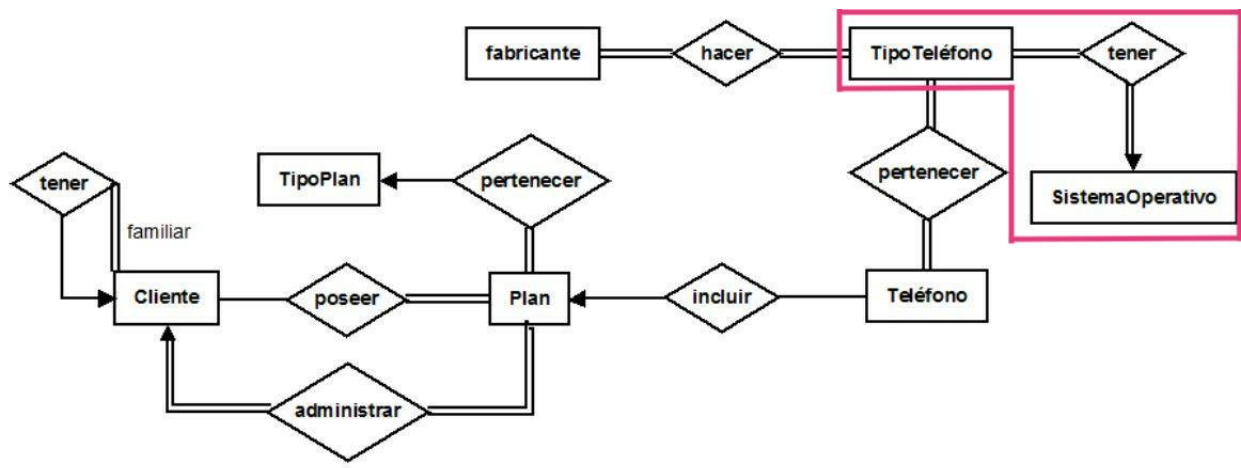 fabricante
hacer
TipoTeléfono
tener
tener
TipoPlan
pertenecer
pertenecer
SistemaOperativo
familiar
Cliente
poseer
Plan
incluir
Teléfono
administrar